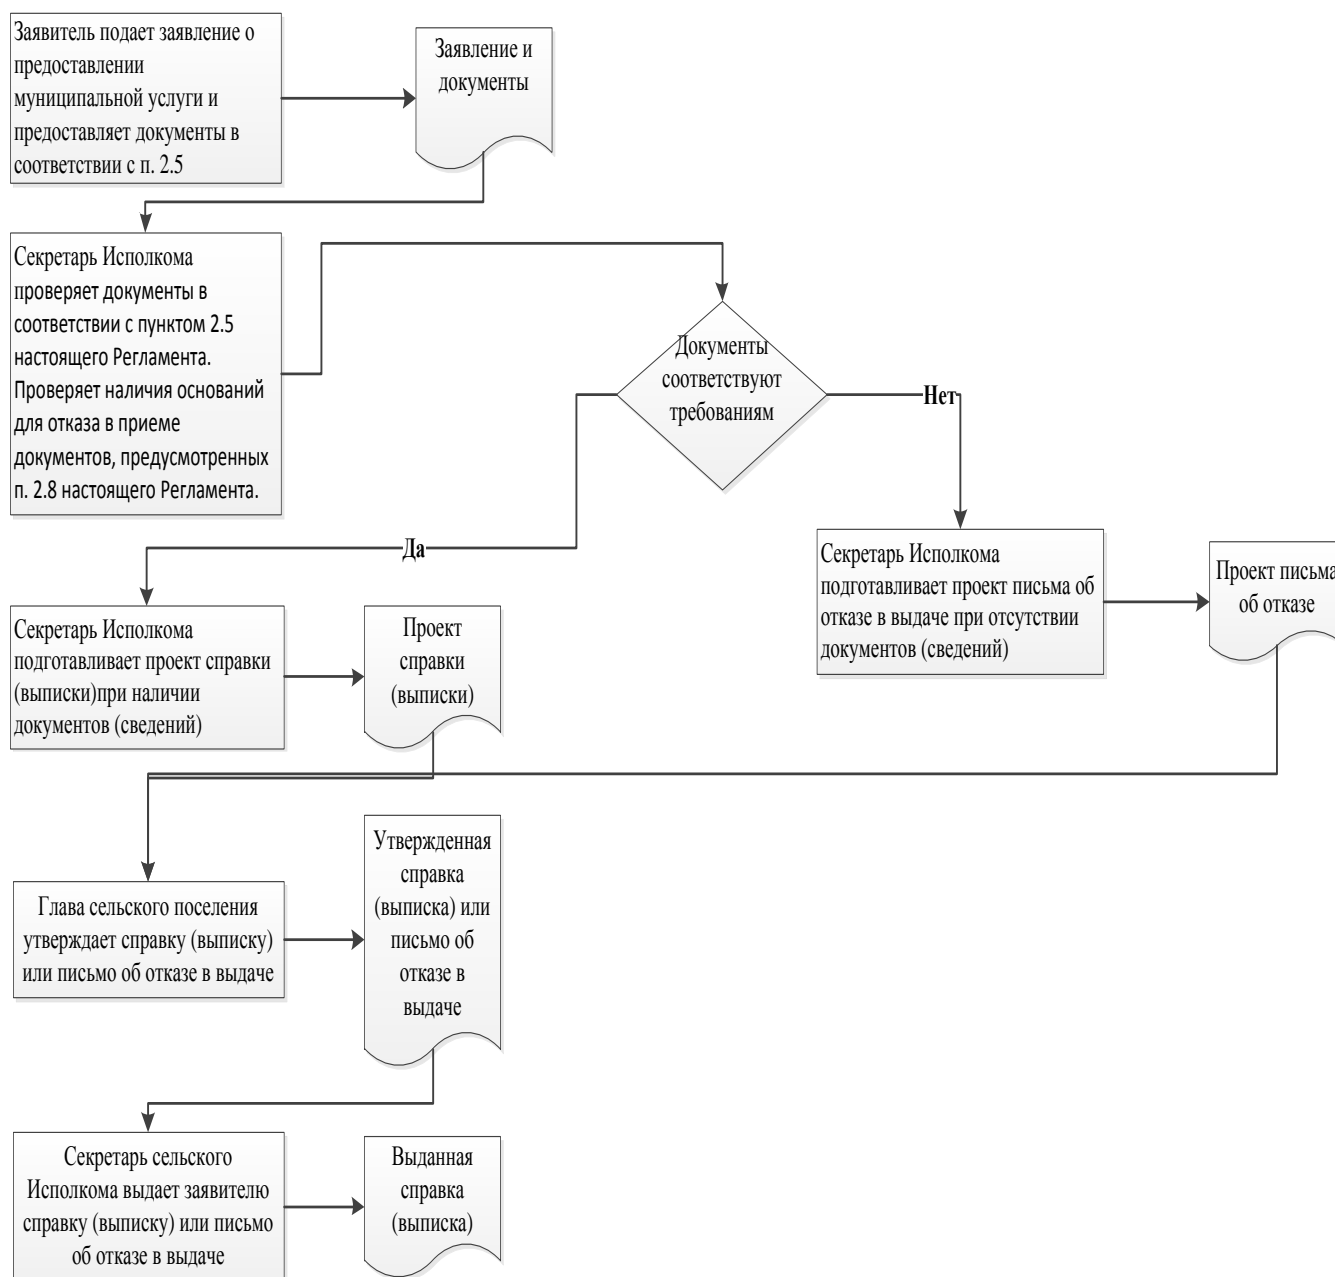 Заявитель подает заявление о
предоставлении
муниципальной услуги и
предоставляет документы в
соответствии с п. 2.5
Заявление и
документы
Секретарь Исполкома
проверяет документы в
соответствии с пунктом 2.5
настоящего Регламента.
Проверяет наличия оснований
для отказа в приеме
документов, предусмотренных
п. 2.8 настоящего Регламента.
Документы
соответствуют
требованиям
Нет
Да
Секретарь Исполкома
подготавливает проект письма об
отказе в выдаче при отсутствии
документов (сведений)
Проект письма
об отказе
Секретарь Исполкома
подготавливает проект справки
(выписки)при наличии
документов (сведений)
Проект
справки
(выписки)
Глава сельского поселения
утверждает справку (выписку)
или письмо об отказе в выдаче
Утвержденная
справка
(выписка) или
письмо об
отказе в
выдаче
Секретарь сельского
Исполкома выдает заявителю
справку (выписку) или письмо
об отказе в выдаче
Выданная
справка
(выписка)